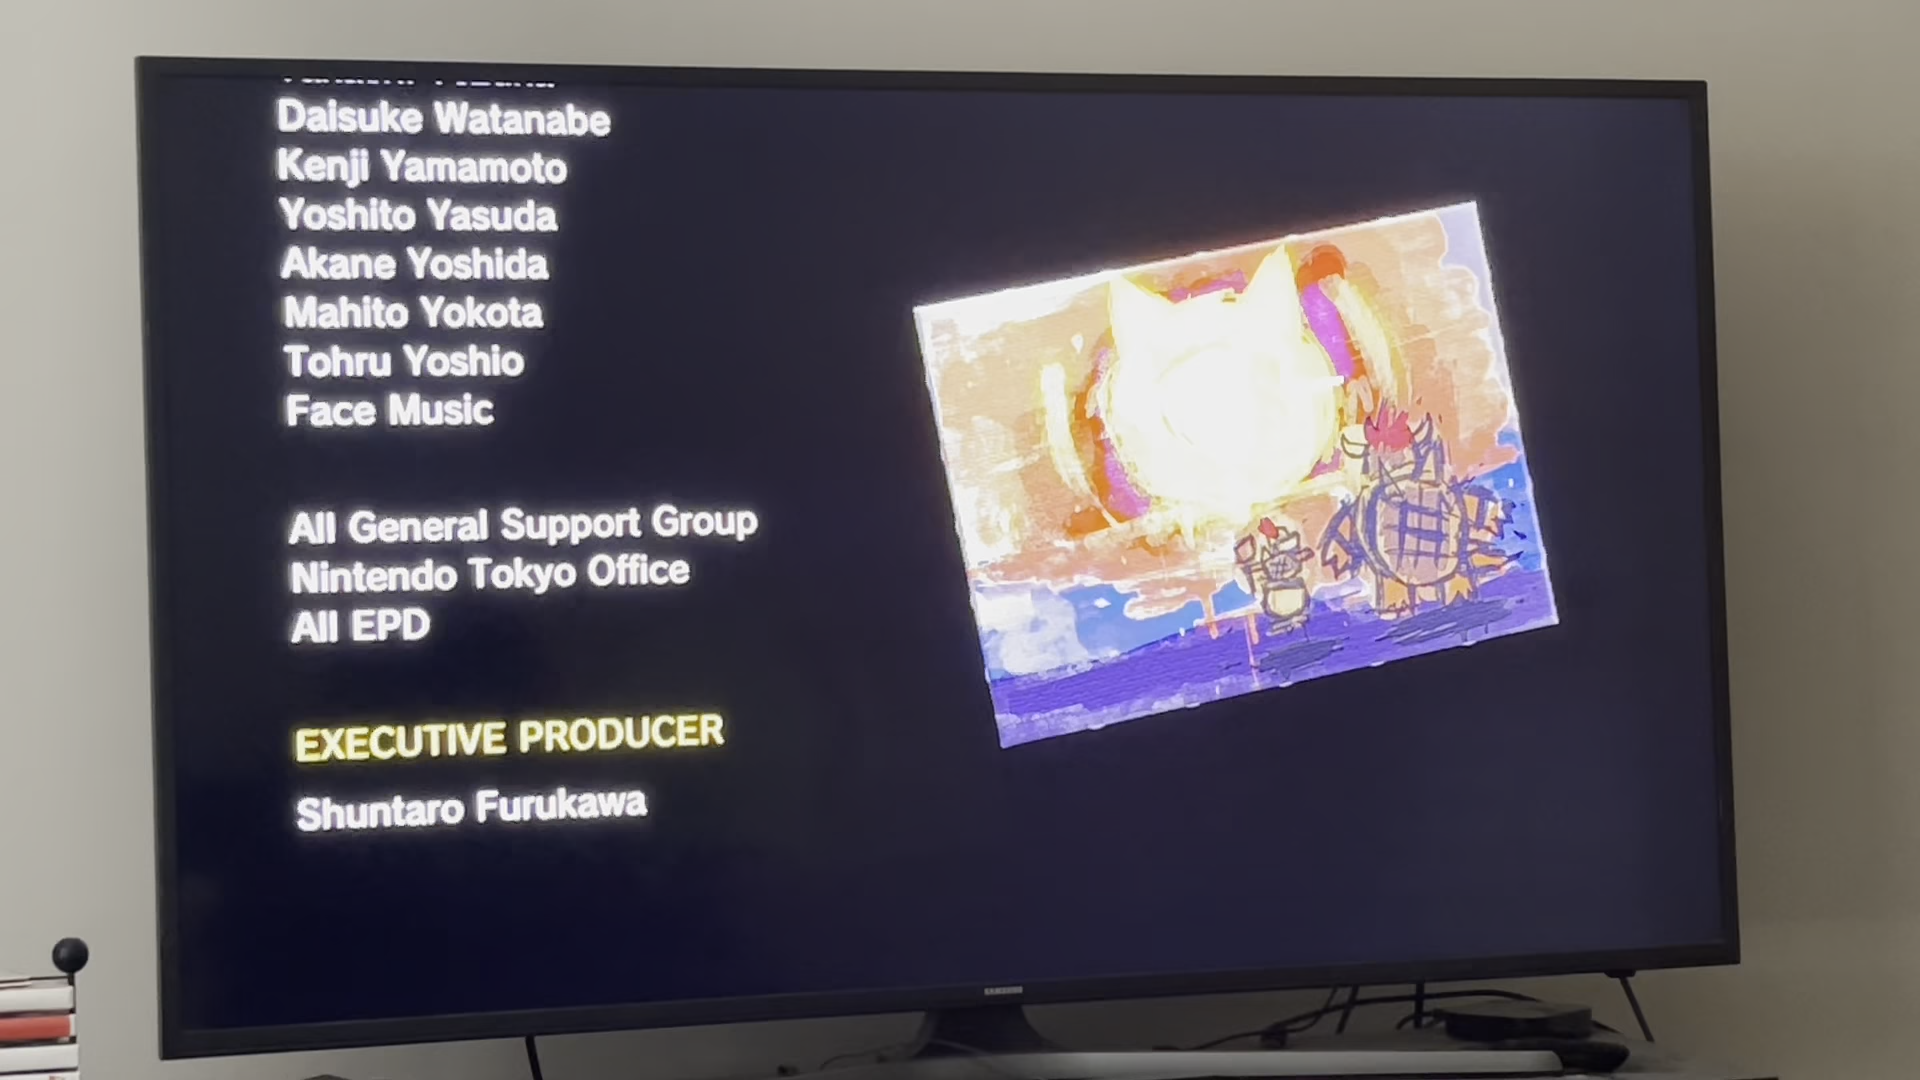 Daisuke Watanabe
Kenji Yamamoto
Yoshito Yasuda
Akane Yoshida
Mahito Yokota
Tohru Yoshio
Face Music
All General Support Group
Nintendo Tokyo Office
All EPD
EXECUTIVE PRODUCER
Shuntaro Furukawa